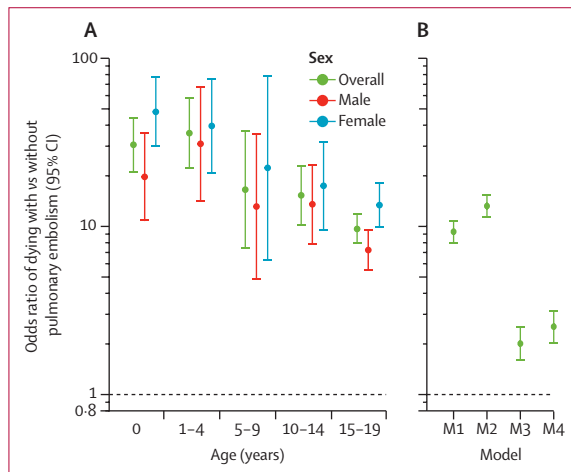 A
B
Sex
Overall
Male
Female
Odds ratio of dying with vs without
pulmonary embolism (95% CI)
100
10
1
0·8
0
1–4
5–9
10–14
15–19
Age (years)
M1
M2
M3
M4
Model